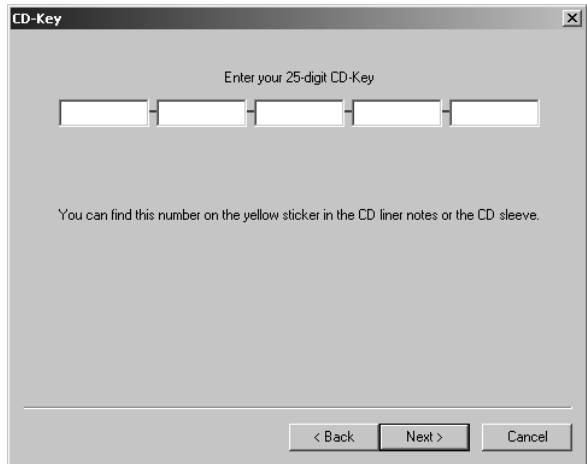 CD-Key
Enter your 25-digit CD-Key
- - - -
You can find this number on the yellow sticker in the CD liner notes or the CD sleeve.
< Back Next > Cancel